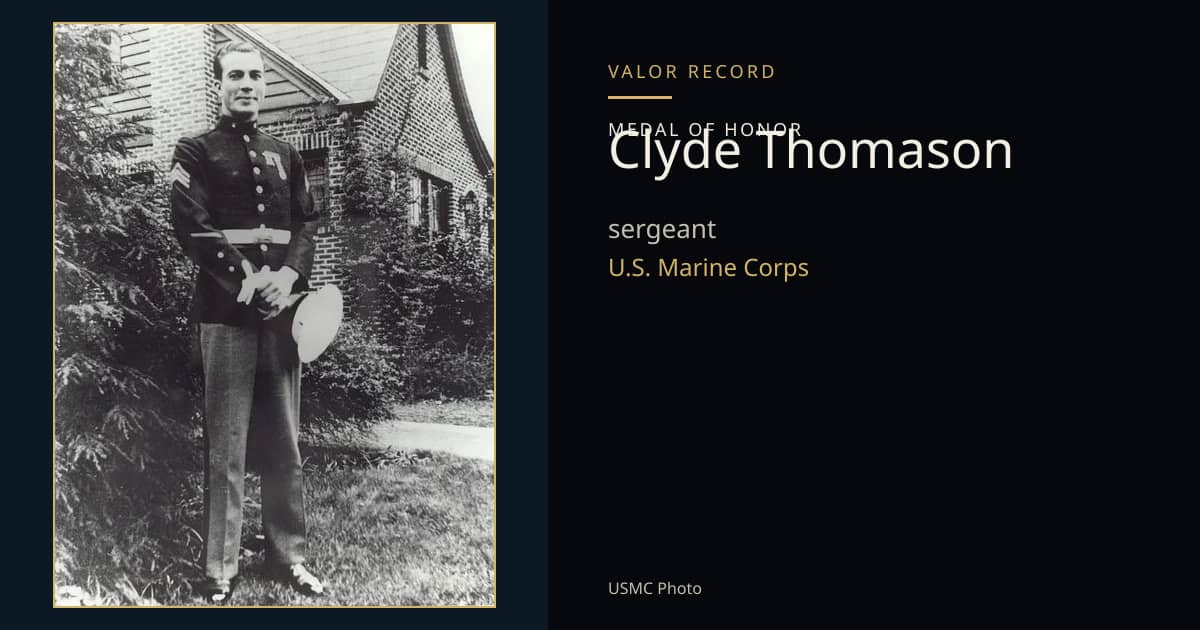 VALOR RECORD
MEDAL OF HONOR
Clyde Thomason
sergeant
U.S. Marine Corps
USMC Photo